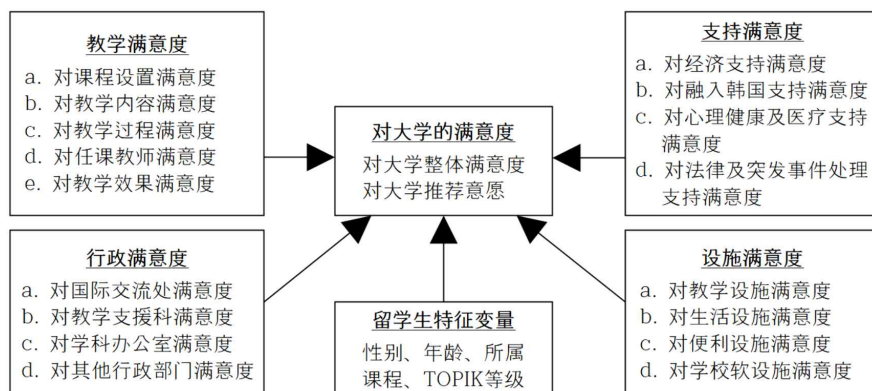 教学满意度
a. 对课程设置满意度
b. 对教学内容满意度
c. 对教学过程满意度
d. 对任课教师满意度
e. 对教学效果满意度
支持满意度
a. 对经济支持满意度
b. 对融入韩国支持满意度
c. 对心理健康及医疗支持
满意度
d. 对法律及突发事件处理
支持满意度
对大学的满意度
对大学整体满意度
对大学推荐意愿
行政满意度
a. 对国际交流处满意度
b. 对教学支援科满意度
c. 对学科办公室满意度
d. 对其他行政部门满意度
留学生特征变量
性别、年龄、所属
课程、TOPIK等级
设施满意度
a. 对教学设施满意度
b. 对生活设施满意度
c. 对便利设施满意度
d. 对学校软设施满意度